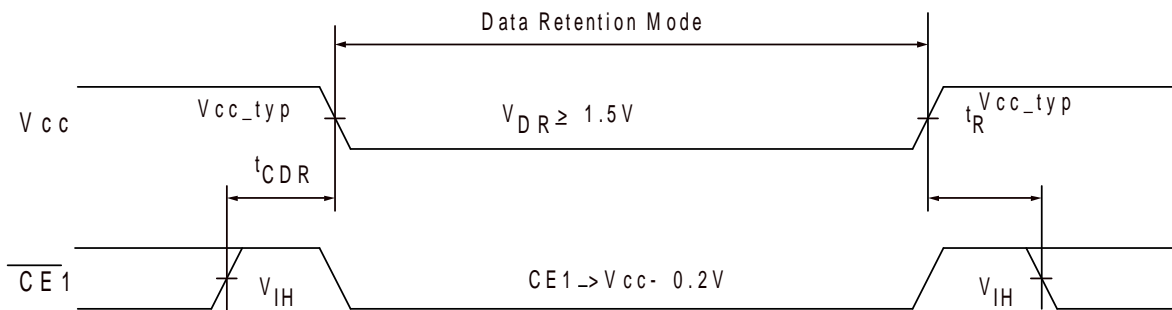 Data Retention Mode
Vcc
Vcc_typ
VDR ≥ 1.5V
tR
Vcc_typ
tCDR
CE1
VIH
CE1 –>Vcc- 0.2V
VIH